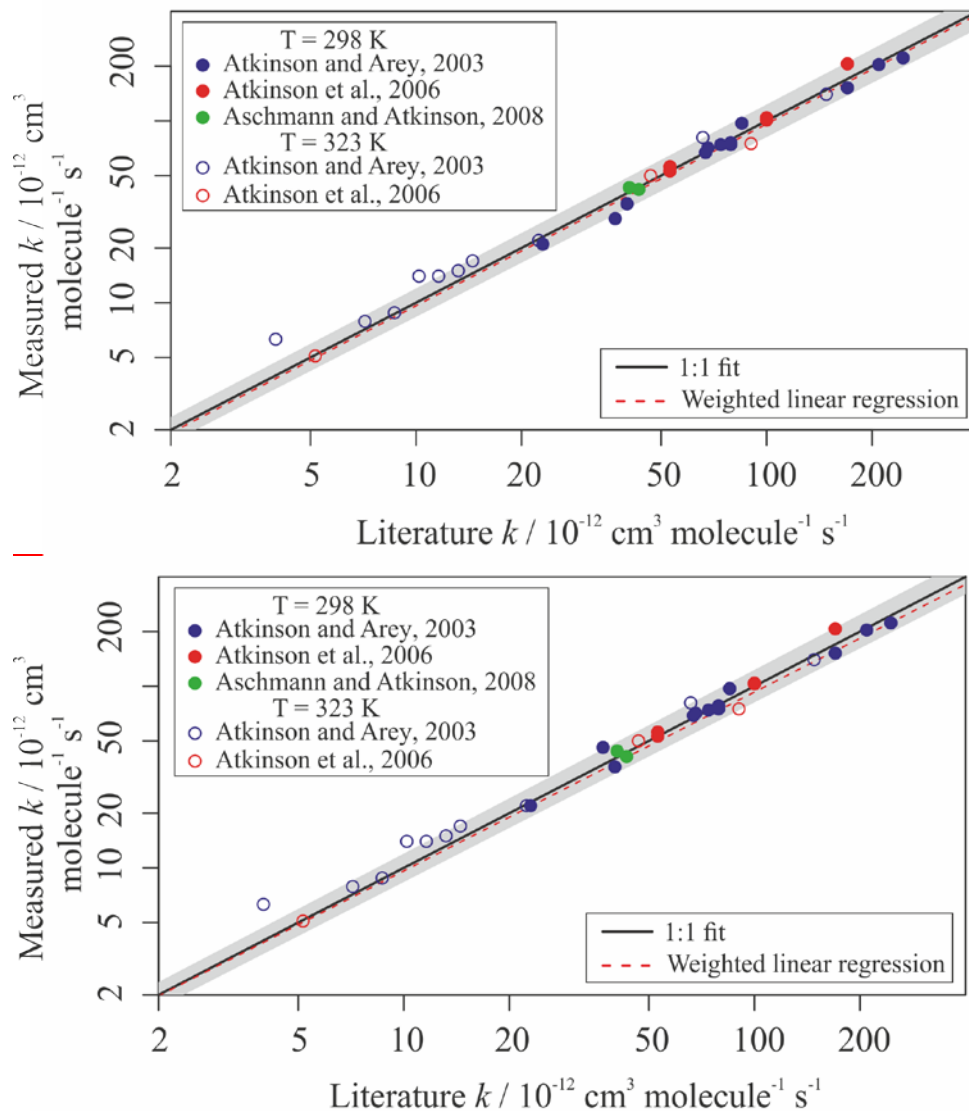 T = 298 K
Atkinson and Arey, 2003
Atkinson et al., 2006
Aschmann and Atkinson, 2008
T = 323 K
Atkinson and Arey, 2003
Atkinson et al., 2006
Measured k / 10⁻¹² cm³
molecule⁻¹ s⁻¹
200
50
20
10
5
2
1:1 fit
Weighted linear regression
2 5 10 20 50 100 200
Literature k / 10⁻¹² cm³ molecule⁻¹ s⁻¹
T = 298 K
Atkinson and Arey, 2003
Atkinson et al., 2006
Aschmann and Atkinson, 2008
T = 323 K
Atkinson and Arey, 2003
Atkinson et al., 2006
Measured k / 10⁻¹² cm³
molecule⁻¹ s⁻¹
200
50
20
10
5
2
1:1 fit
Weighted linear regression
2 5 10 20 50 100 200
Literature k / 10⁻¹² cm³ molecule⁻¹ s⁻¹